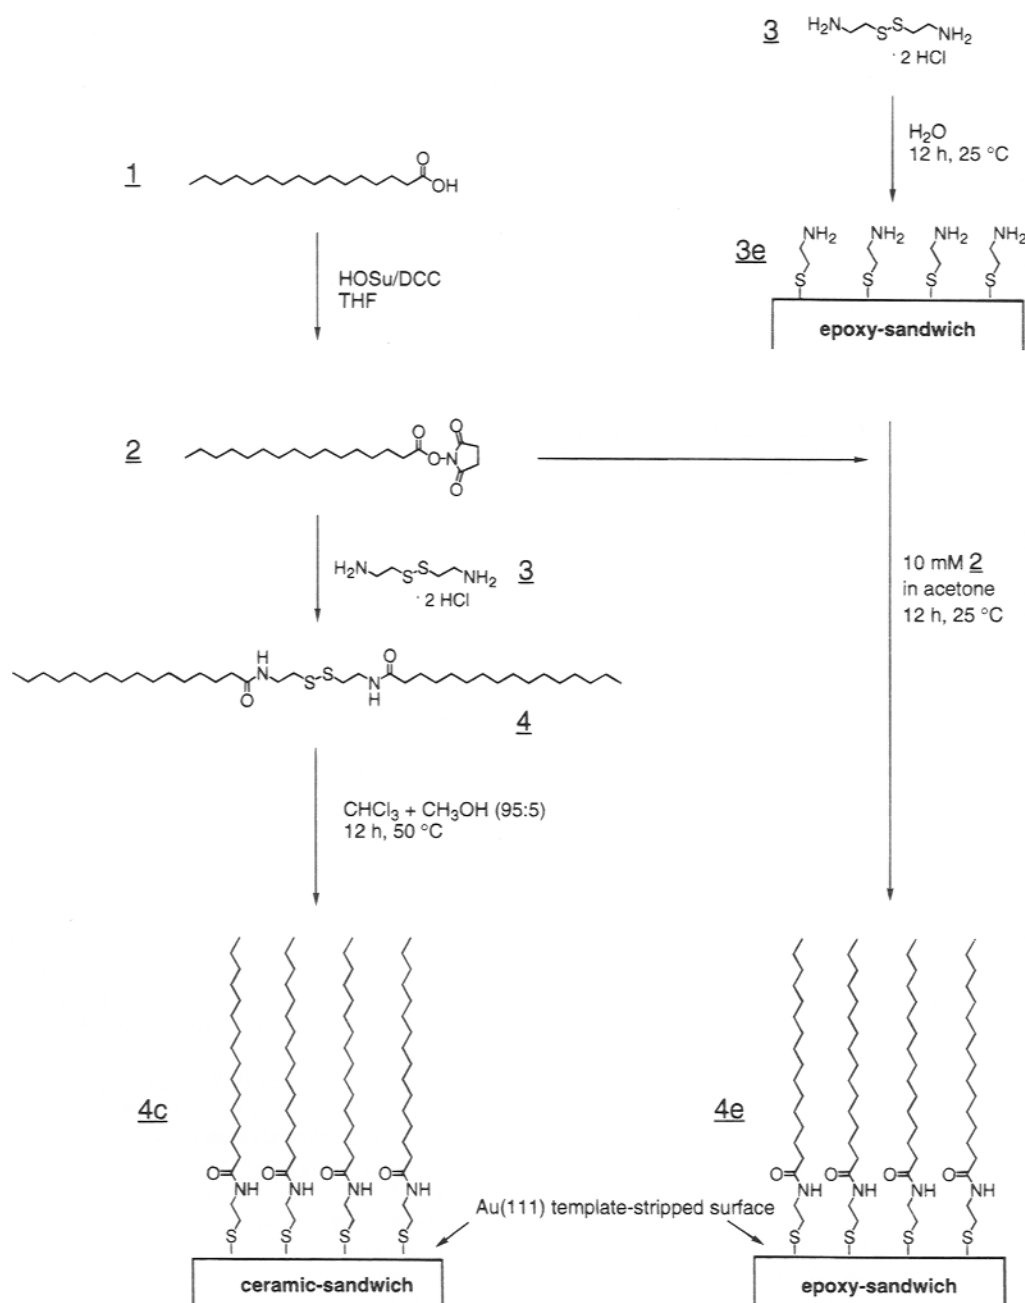 3
H₂N
S-S
NH₂
· 2 HCl
H₂O
12 h, 25 °C
1
O
OH
HOSu/DCC
THF
3e
NH₂ NH₂ NH₂ NH₂
S S S S
epoxy-sandwich
2
O
O
O-N
O
H₂N
S-S
NH₂
· 2 HCl
3
10 mM 2
in acetone
12 h, 25 °C
H
N
O
S-S
O
N
H
4
CHCl₃ + CH₃OH (95:5)
12 h, 50 °C
4c
O O O O
NH NH NH NH
S S S S
ceramic-sandwich
Au(111) template-stripped surface
4e
O O O O
NH NH NH NH
S S S S
epoxy-sandwich